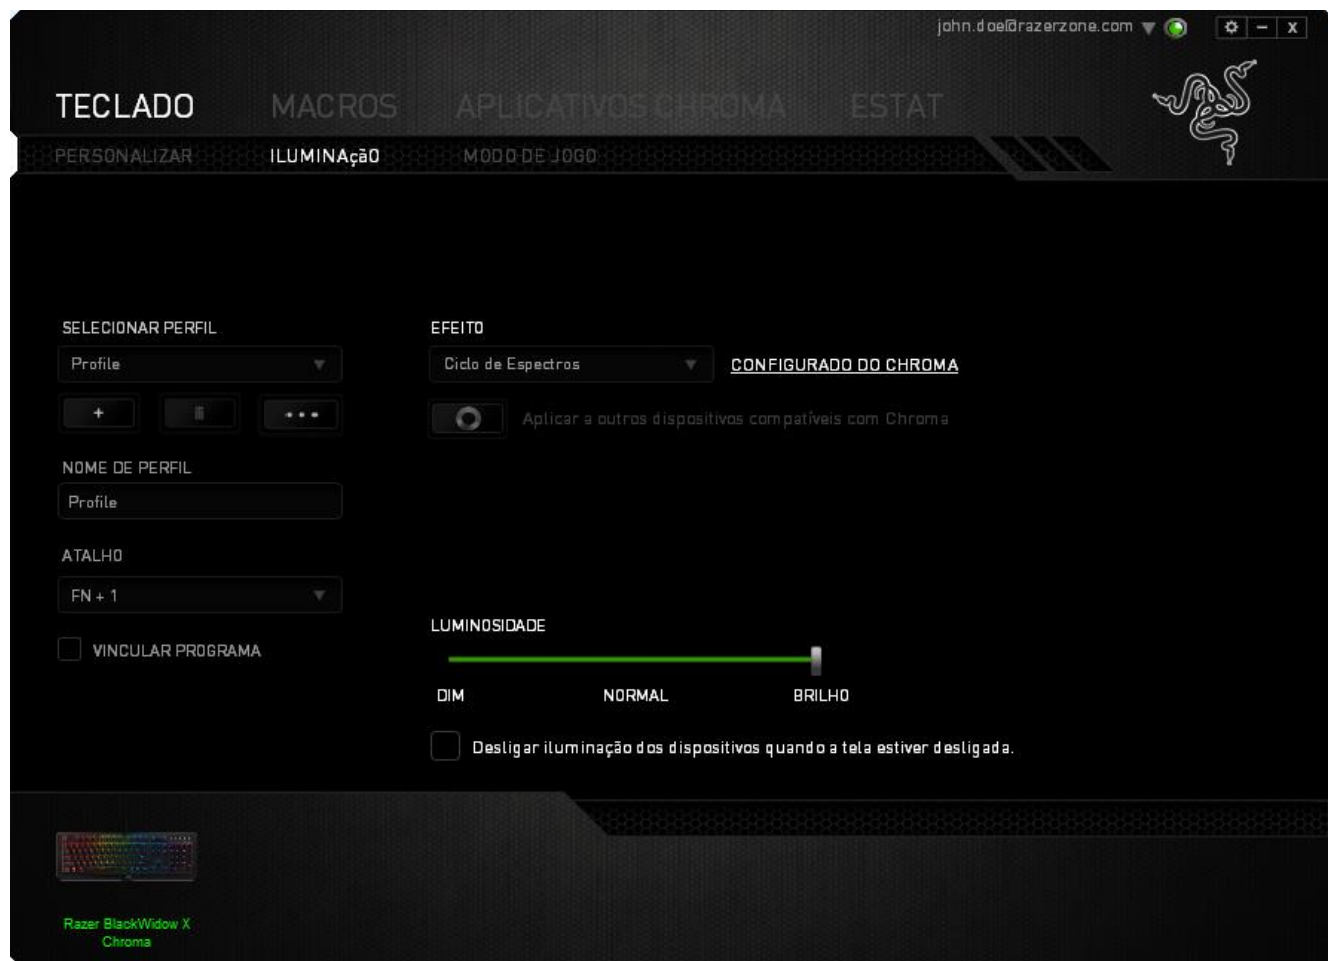 john.doe@razerzone.com
TECLADO MACROS APLICATIVOS CHROMA ESTAT
PERSONALIZAR ILUMINAção MODO DE JOGO
SELECIONAR PERFIL
Profile
NOME DE PERFIL
Profile
ATALHO
FN + 1
VINCULAR PROGRAMA
EFEITO
Ciclo de Espectros
CONFIGURADO DO CHROMA
Aplicar a outros dispositivos compatíveis com Chroma
LUMINOSIDADE
DIM NORMAL BRILHO
Desligar iluminação dos dispositivos quando a tela estiver desligada.
Razer BlackWidow X
Chroma